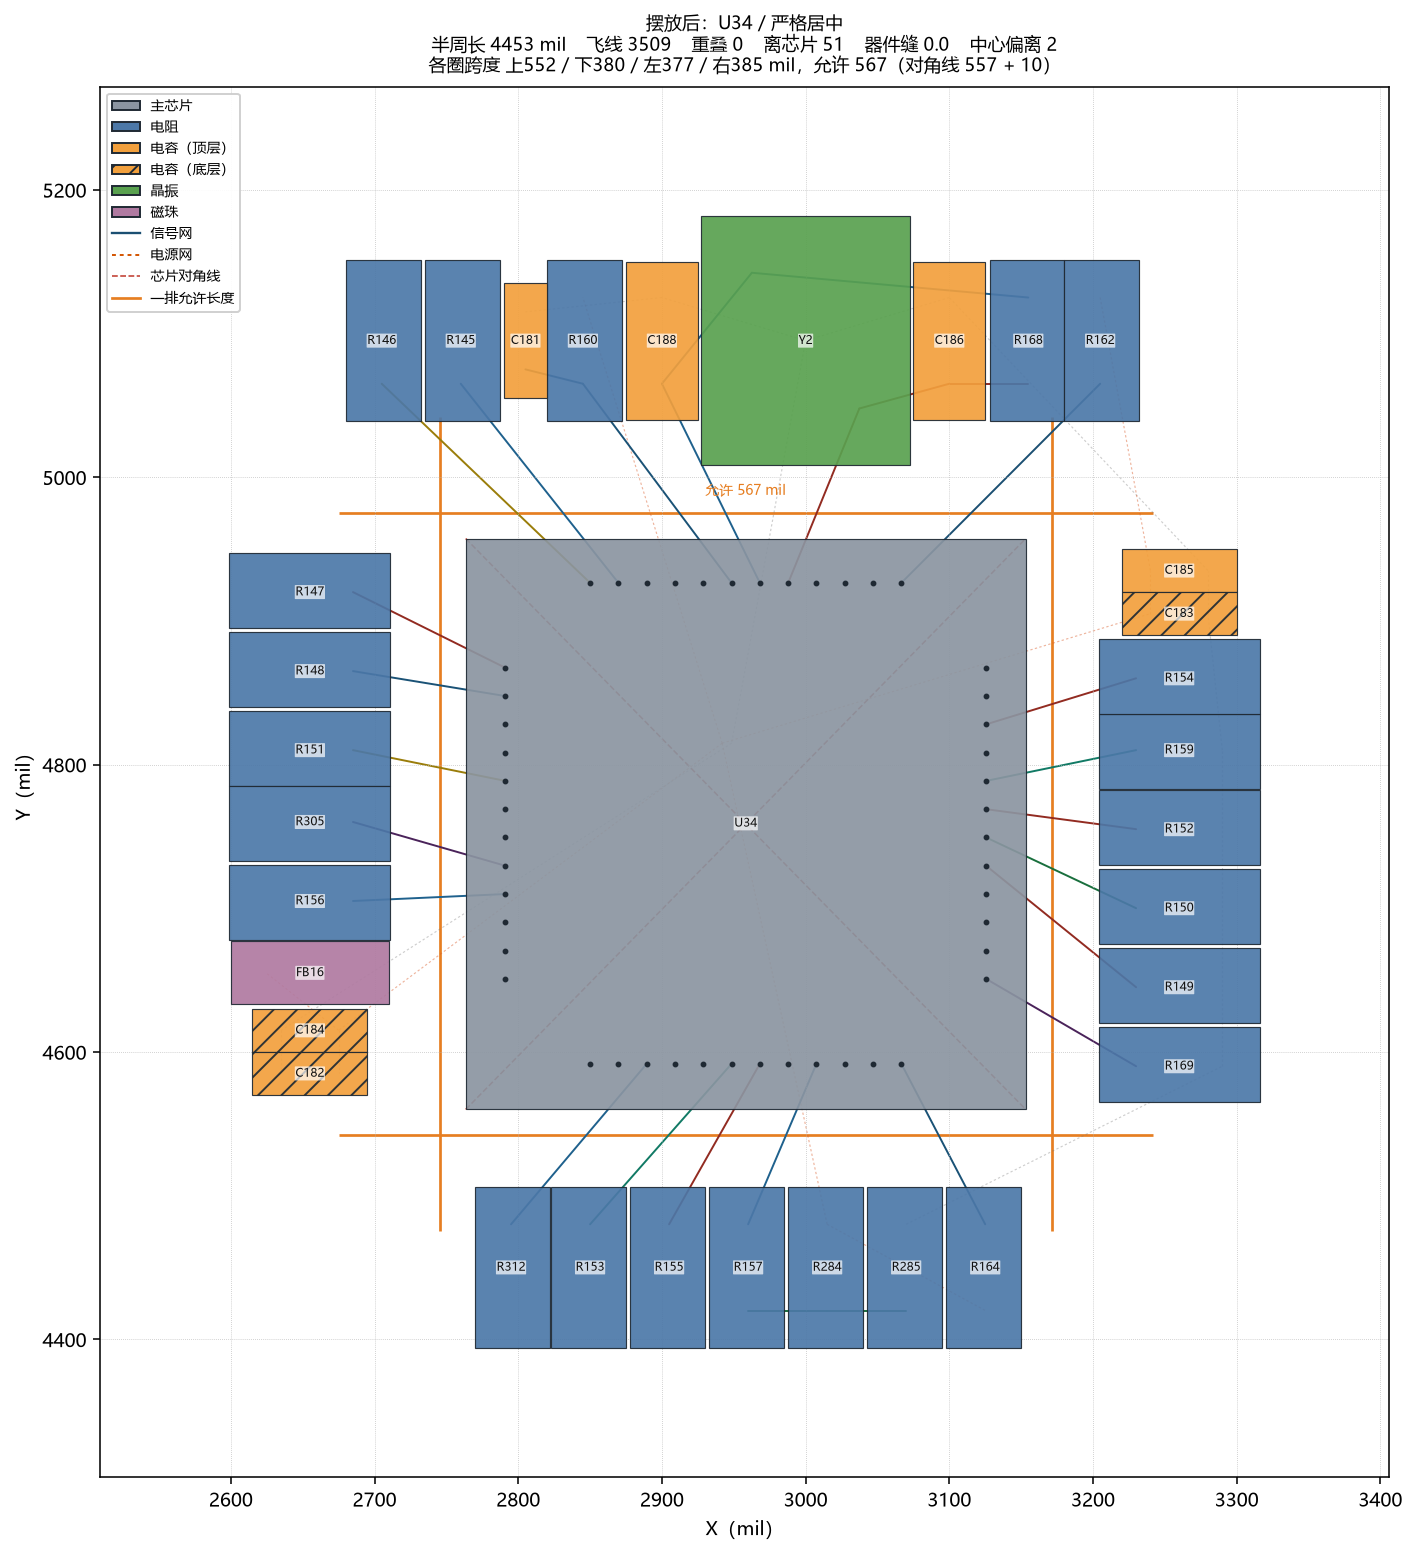 摆放后：U34 / 严格居中
半周长 4453 mil 飞线 3509 重叠 0 离芯片 51 器件缝 0.0 中心偏离 2
各圈跨度 上552 / 下380 / 左377 / 右385 mil，允许 567（对角线 557 + 10）
主芯片
电阻
电容（顶层）
电容（底层）
晶振
磁珠
信号网
电源网
芯片对角线
一排允许长度
5200
5000
4800
4600
4400
Y（mil）
R146 R145 C181 R160 C188 Y2 C186 R168 R162
允许 567 mil
R147
R148
R151
R305
R156
FB16
C184
C182
U34
C185
C183
R154
R159
R152
R150
R149
R169
R312 R153 R155 R157 R284 R285 R164
2600 2700 2800 2900 3000 3100 3200 3300 3400
X（mil）